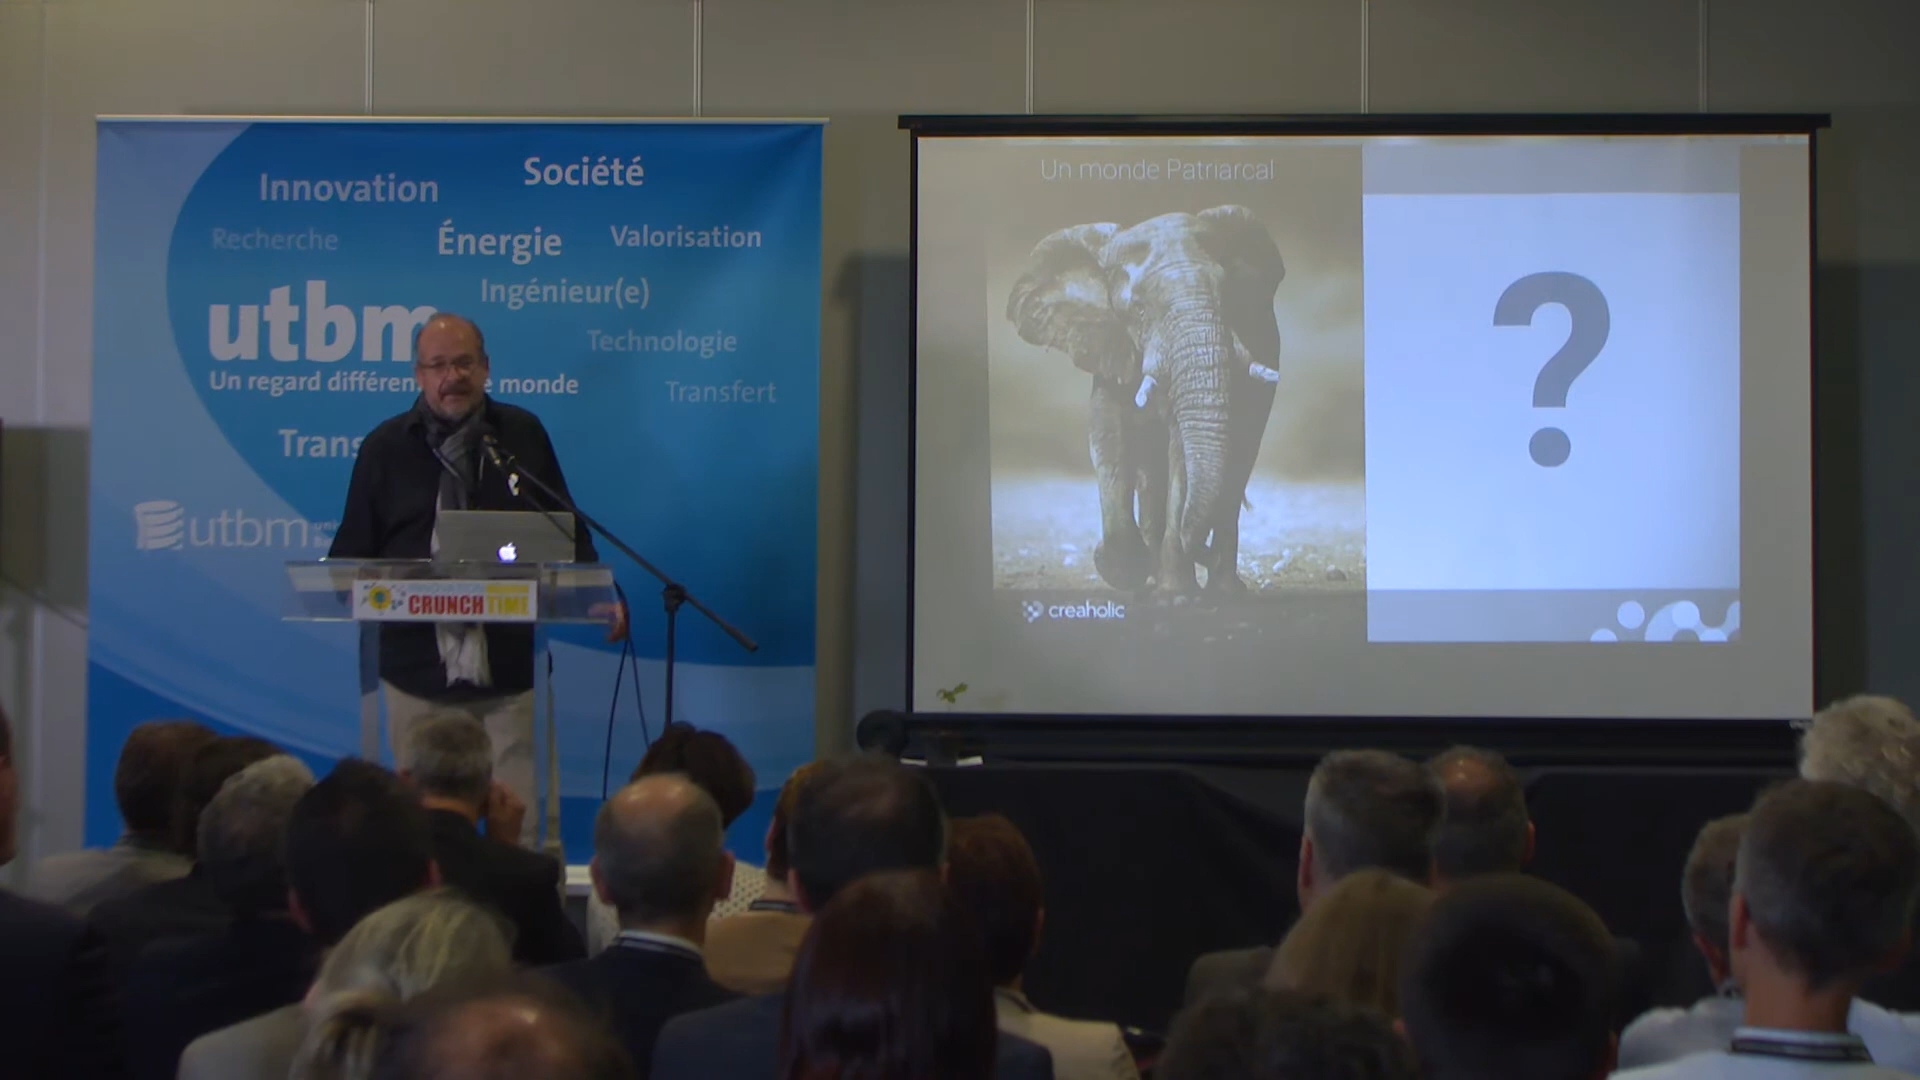 Innovation
Société
Recherche
Énergie
Valorisation
Ingénieur(e)
utbm
Technologie
Un regard différen
e monde
Transfert
Trans
utbm
CRUNCH TIME
Un monde Patriarcal
?
creaholic